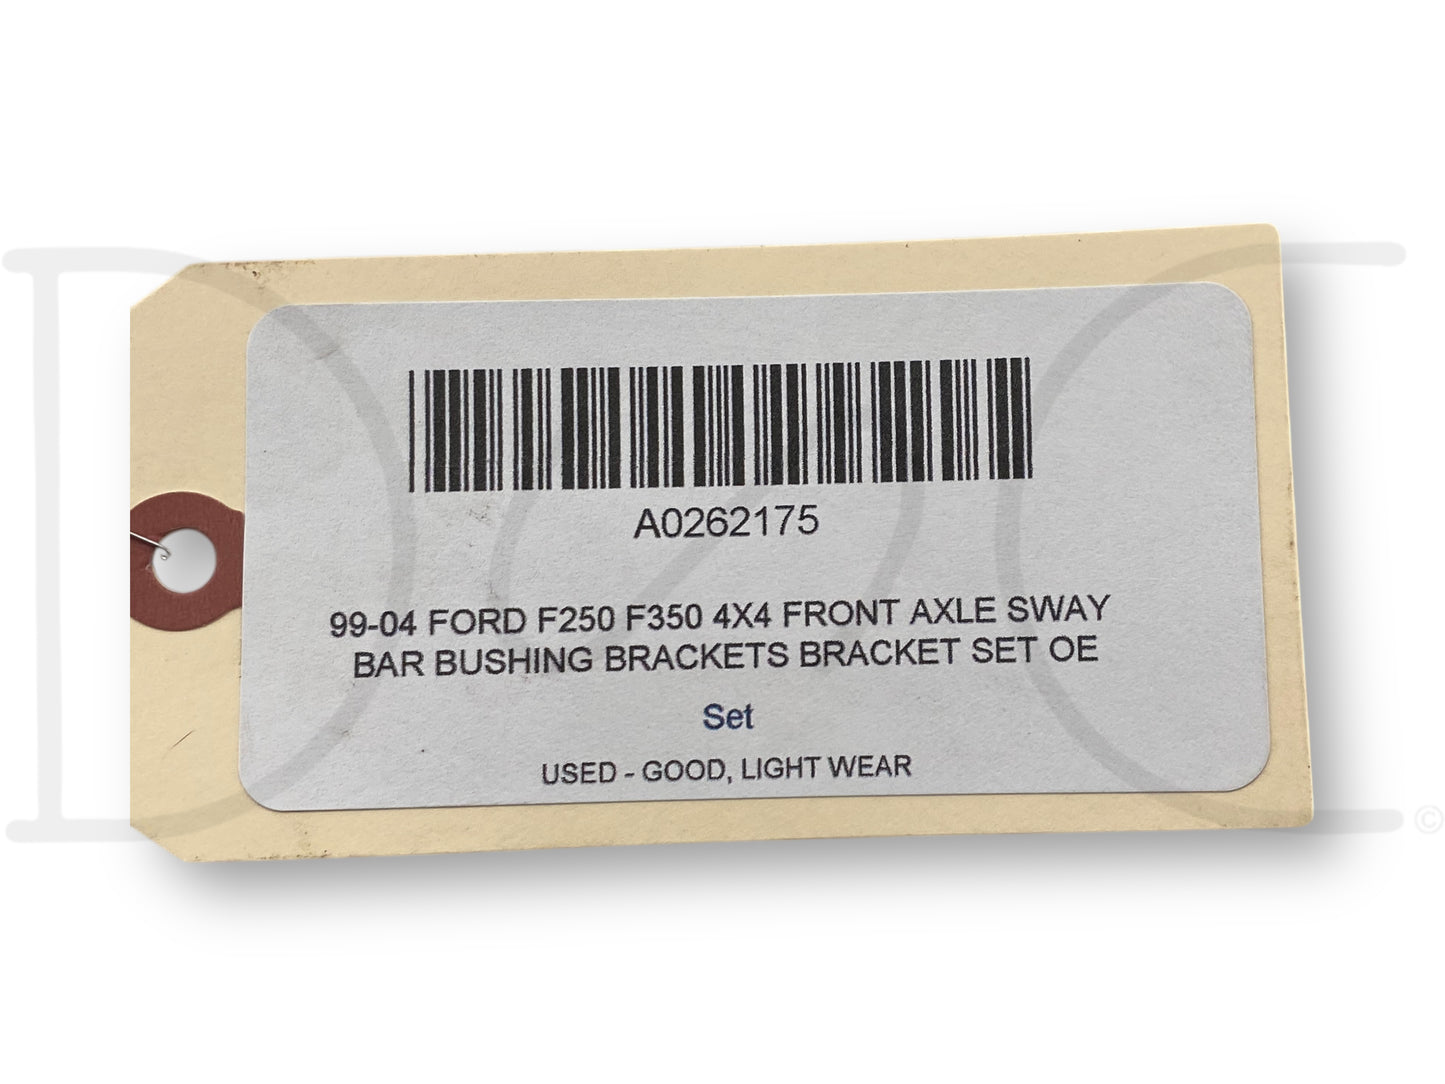 A0262175
99-04 FORD F250 F350 4X4 FRONT AXLE SWAY
BAR BUSHING BRACKETS BRACKET SET OE
Set
USED - GOOD, LIGHT WEAR
©